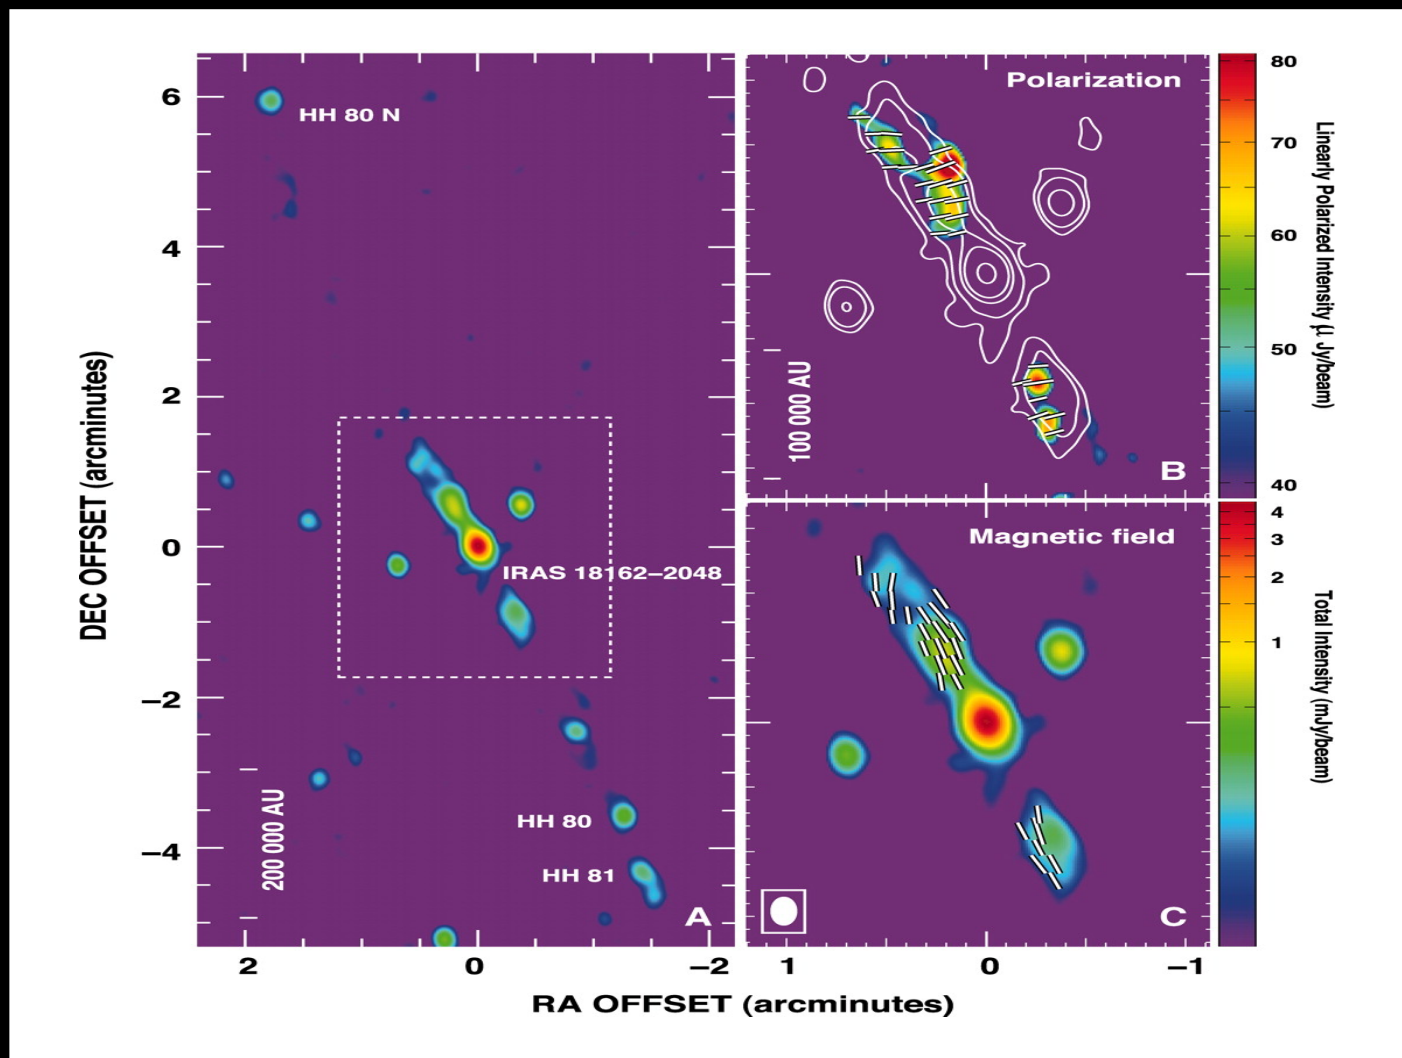 6
4
2
0
−2
−4
DEC OFFSET (arcminutes)
HH 80 N
IRAS 18162−2048
HH 80
HH 81
200 000 AU
A
2
0
−2
Polarization
100 000 AU
B
Magnetic field
C
1
0
−1
RA OFFSET (arcminutes)
80
70
60
50
40
Linearly Polarized Intensity (μ Jy/beam)
4
3
2
1
Total Intensity (mJy/beam)